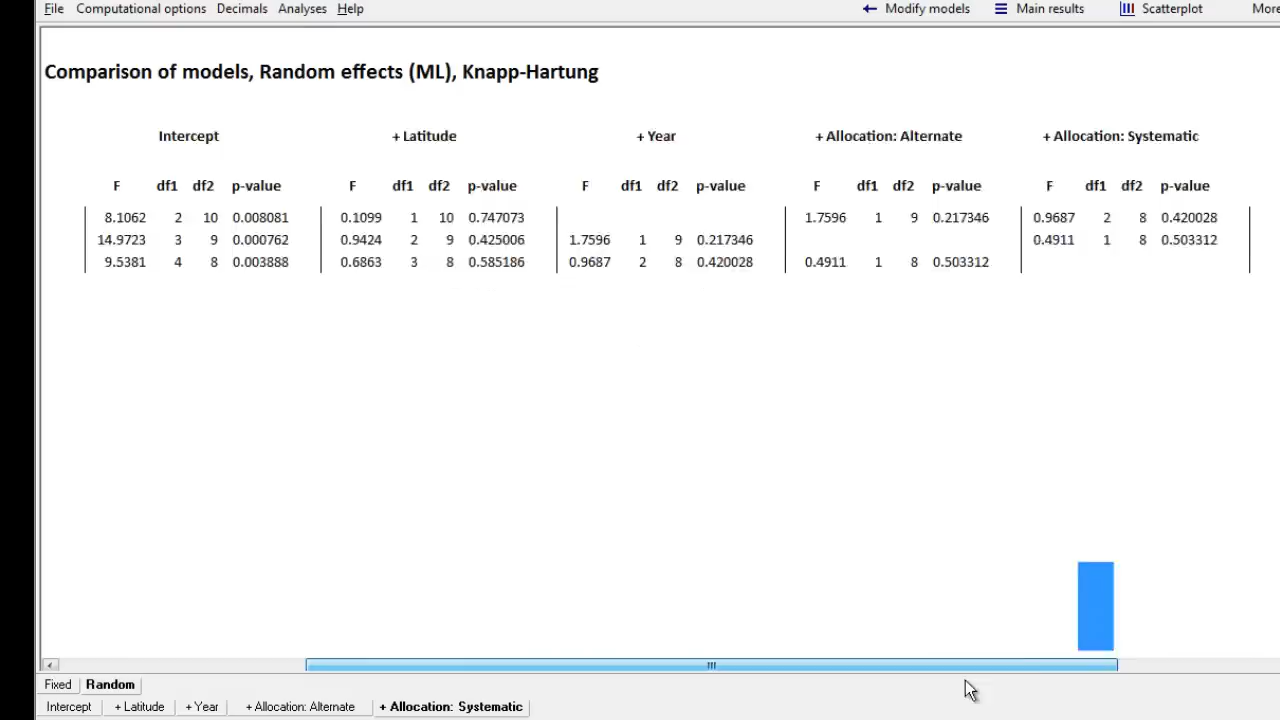 File Computational options Decimals Analyses Help Modify models Main results Scatterplot More
Comparison of models, Random effects (ML), Knapp-Hartung
Intercept + Latitude + Year + Allocation: Alternate + Allocation: Systematic
F df1 df2 p-value F df1 df2 p-value F df1 df2 p-value F df1 df2 p-value F df1 df2 p-value
8.1062 2 10 0.008081 0.1099 1 10 0.747073 1.7596 1 9 0.217346 0.9687 2 8 0.420028
14.9723 3 9 0.000762 0.9424 2 9 0.425006 1.7596 1 9 0.217346 0.4911 1 8 0.503312
9.5381 4 8 0.003888 0.6863 3 8 0.585186 0.9687 2 8 0.420028 0.4911 1 8 0.503312
Fixed Random
Intercept + Latitude + Year + Allocation: Alternate + Allocation: Systematic